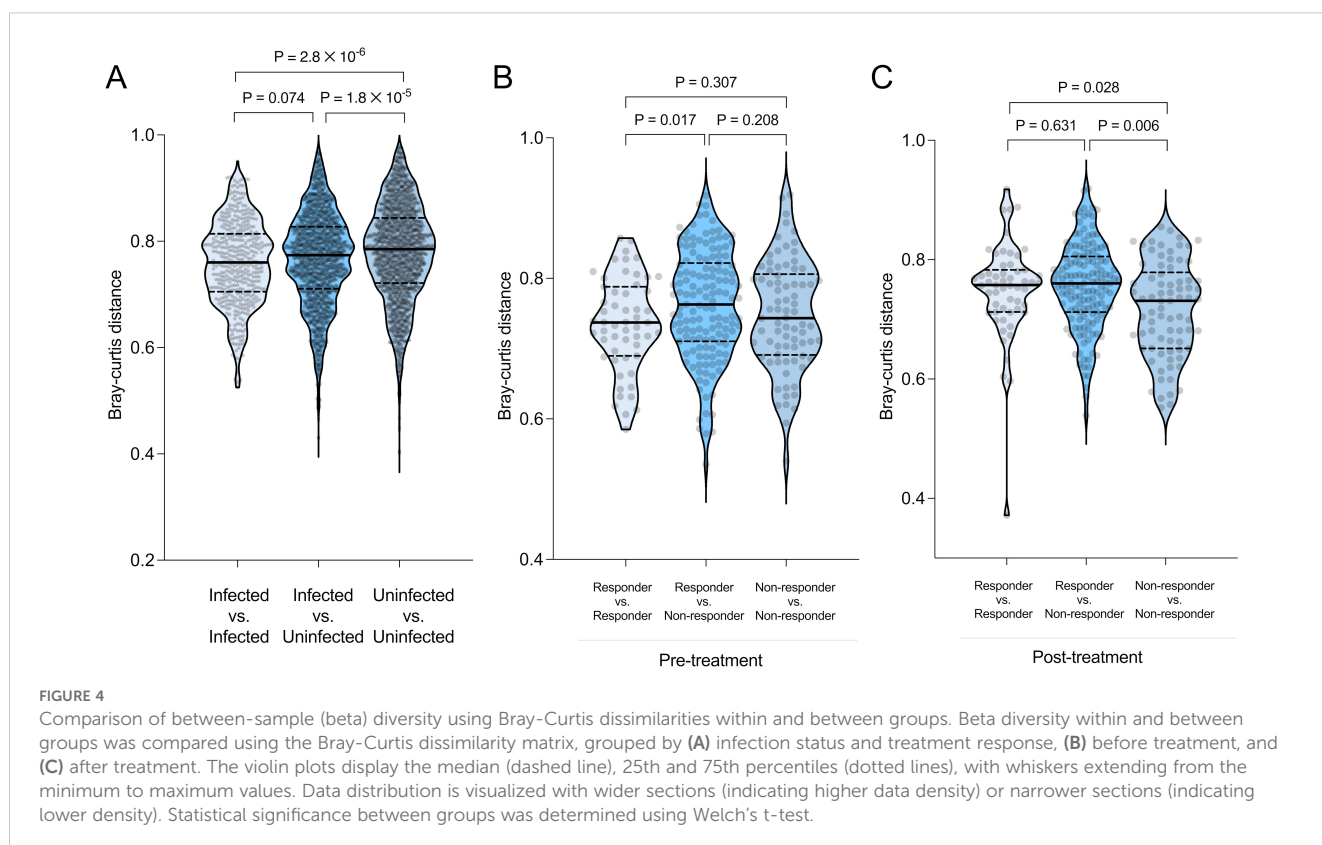 A
P = 2.8 × 10-6
P = 0.074
P = 1.8 × 10-5
Bray-curtis distance
1.0
0.8
0.6
0.4
0.2
Infected
vs.
Infected
Infected
vs.
Uninfected
Uninfected
vs.
Uninfected
B
P = 0.307
P = 0.017
P = 0.208
Bray-curtis distance
1.0
0.8
0.6
0.4
Responder
vs.
Responder
Responder
vs.
Non-responder
Non-responder
vs.
Non-responder
Pre-treatment
C
P = 0.028
P = 0.631
P = 0.006
Bray-curtis distance
1.0
0.8
0.6
0.4
Responder
vs.
Responder
Responder
vs.
Non-responder
Non-responder
vs.
Non-responder
Post-treatment
FIGURE 4
Comparison of between-sample (beta) diversity using Bray-Curtis dissimilarities within and between groups. Beta diversity within and between
groups was compared using the Bray-Curtis dissimilarity matrix, grouped by (A) infection status and treatment response, (B) before treatment, and
(C) after treatment. The violin plots display the median (dashed line), 25th and 75th percentiles (dotted lines), with whiskers extending from the
minimum to maximum values. Data distribution is visualized with wider sections (indicating higher data density) or narrower sections (indicating
lower density). Statistical significance between groups was determined using Welch's t-test.